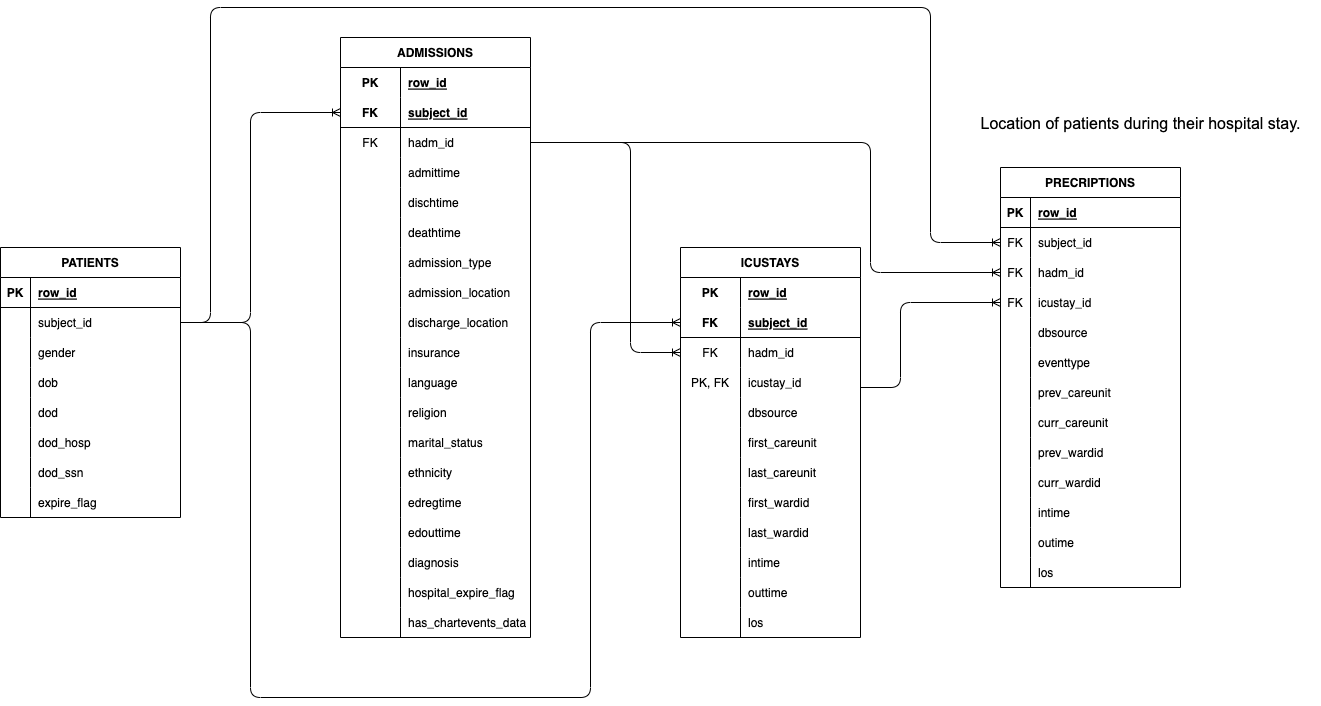 ADMISSIONS
PK row_id
FK subject_id
FK hadm_id
admittime
dischtime
deathtime
admission_type
admission_location
discharge_location
insurance
language
religion
marital_status
ethnicity
edregtime
edouttime
diagnosis
hospital_expire_flag
has_chartevents_data
Location of patients during their hospital stay.
PRECRIPTIONS
PK row_id
FK subject_id
FK hadm_id
FK icustay_id
dbsource
eventtype
prev_careunit
curr_careunit
prev_wardid
curr_wardid
intime
outime
los
PATIENTS
PK row_id
subject_id
gender
dob
dod
dod_hosp
dod_ssn
expire_flag
ICUSTAYS
PK row_id
FK subject_id
FK hadm_id
PK, FK icustay_id
dbsource
first_careunit
last_careunit
first_wardid
last_wardid
intime
outtime
los